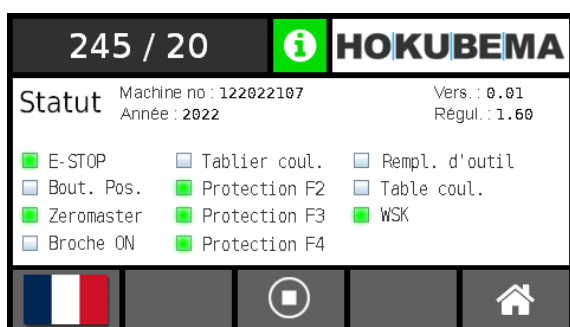 245 / 20
HOKUBEMA
Statut
Machine no : 122022107
Année : 2022
Vers. : 0.01
Régul. : 1.60
E-STOP
Bout. Pos.
Zeromaster
Broche ON
Tablier coul.
Protection F2
Protection F3
Protection F4
Rempl. d'outil
Table coul.
WSK